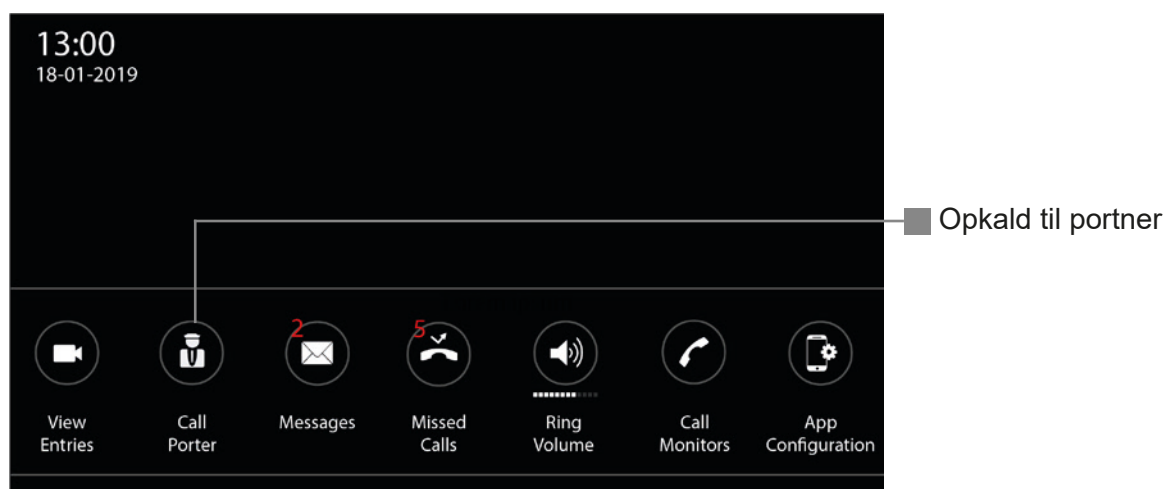 13:00
18-01-2019
Opkald til portner
2
5
View
Entries
Call
Porter
Messages
Missed
Calls
Ring
Volume
Call
Monitors
App
Configuration